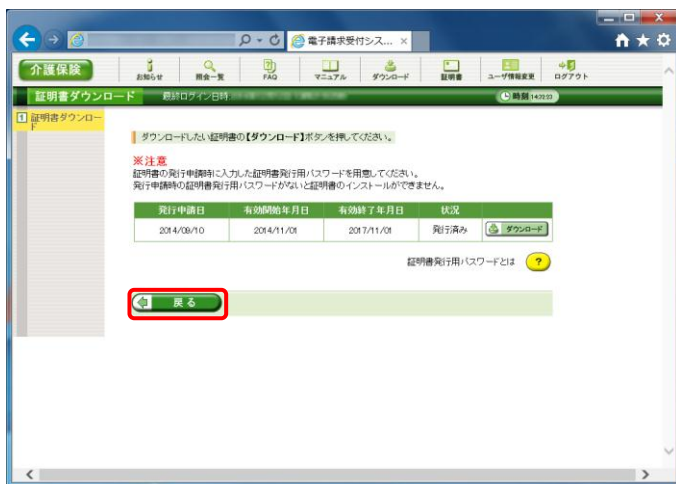 電子請求受付シス... ×
介護保険
お知らせ 照会一覧 FAQ マニュアル ダウンロード 証明書 ユーザ情報変更 ログアウト
証明書ダウンロード 最終ログイン日時 時刻
1 証明書ダウンロー
ド
ダウンロードしたい証明書の【ダウンロード】ボタンを押してください。
※注意
証明書の発行申請時に入力した証明書発行用パスワードを用意してください。
発行申請時の証明書発行用パスワードがないと証明書のインストールができません。
発行申請日 有効開始年月日 有効終了年月日 状況
2014/09/10 2014/11/01 2017/11/01 発行済み ダウンロード
証明書発行用パスワードとは ?
戻る